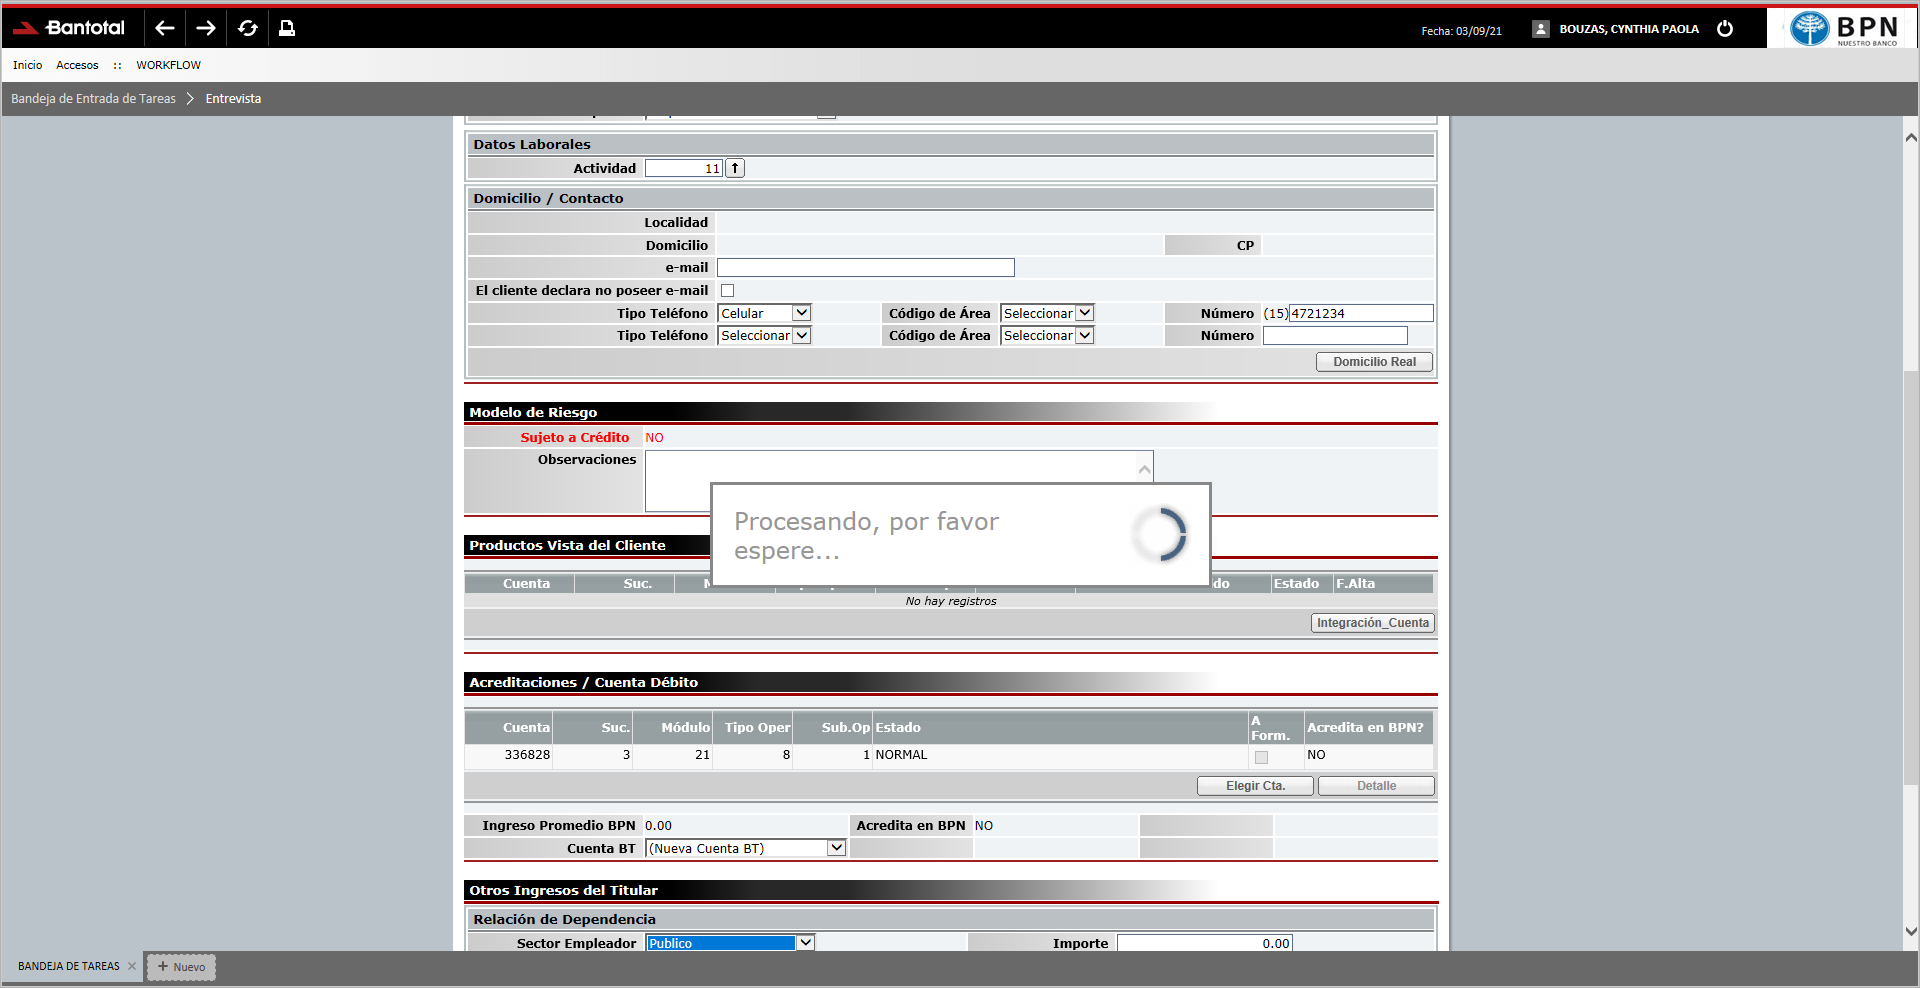 Bantotal
Fecha: 03/09/21
BOUZAS, CYNTHIA PAOLA
BPN
NUESTRO BANCO
Inicio Accesos :: WORKFLOW
Bandeja de Entrada de Tareas Entrevista
Datos Laborales
Actividad 11
Domicilio / Contacto
Localidad
Domicilio CP
e-mail
El cliente declara no poseer e-mail
Tipo Teléfono Celular Código de Área Seleccionar Número (15) 4721234
Tipo Teléfono Seleccionar Código de Área Seleccionar Número
Domicilio Real
Modelo de Riesgo
Sujeto a Crédito NO
Observaciones
Procesando, por favor
espere...
Productos Vista del Cliente
Cuenta Suc. Estado F.Alta
No hay registros
Integración_Cuenta
Acreditaciones / Cuenta Débito
Cuenta Suc. Módulo Tipo Oper Sub.Op Estado A Form. Acredita en BPN?
336828 3 21 8 1 NORMAL NO
Elegir Cta. Detalle
Ingreso Promedio BPN 0.00 Acredita en BPN NO
Cuenta BT (Nueva Cuenta BT)
Otros Ingresos del Titular
Relación de Dependencia
Sector Empleador Publico Importe 0.00
BANDEJA DE TAREAS × + Nuevo